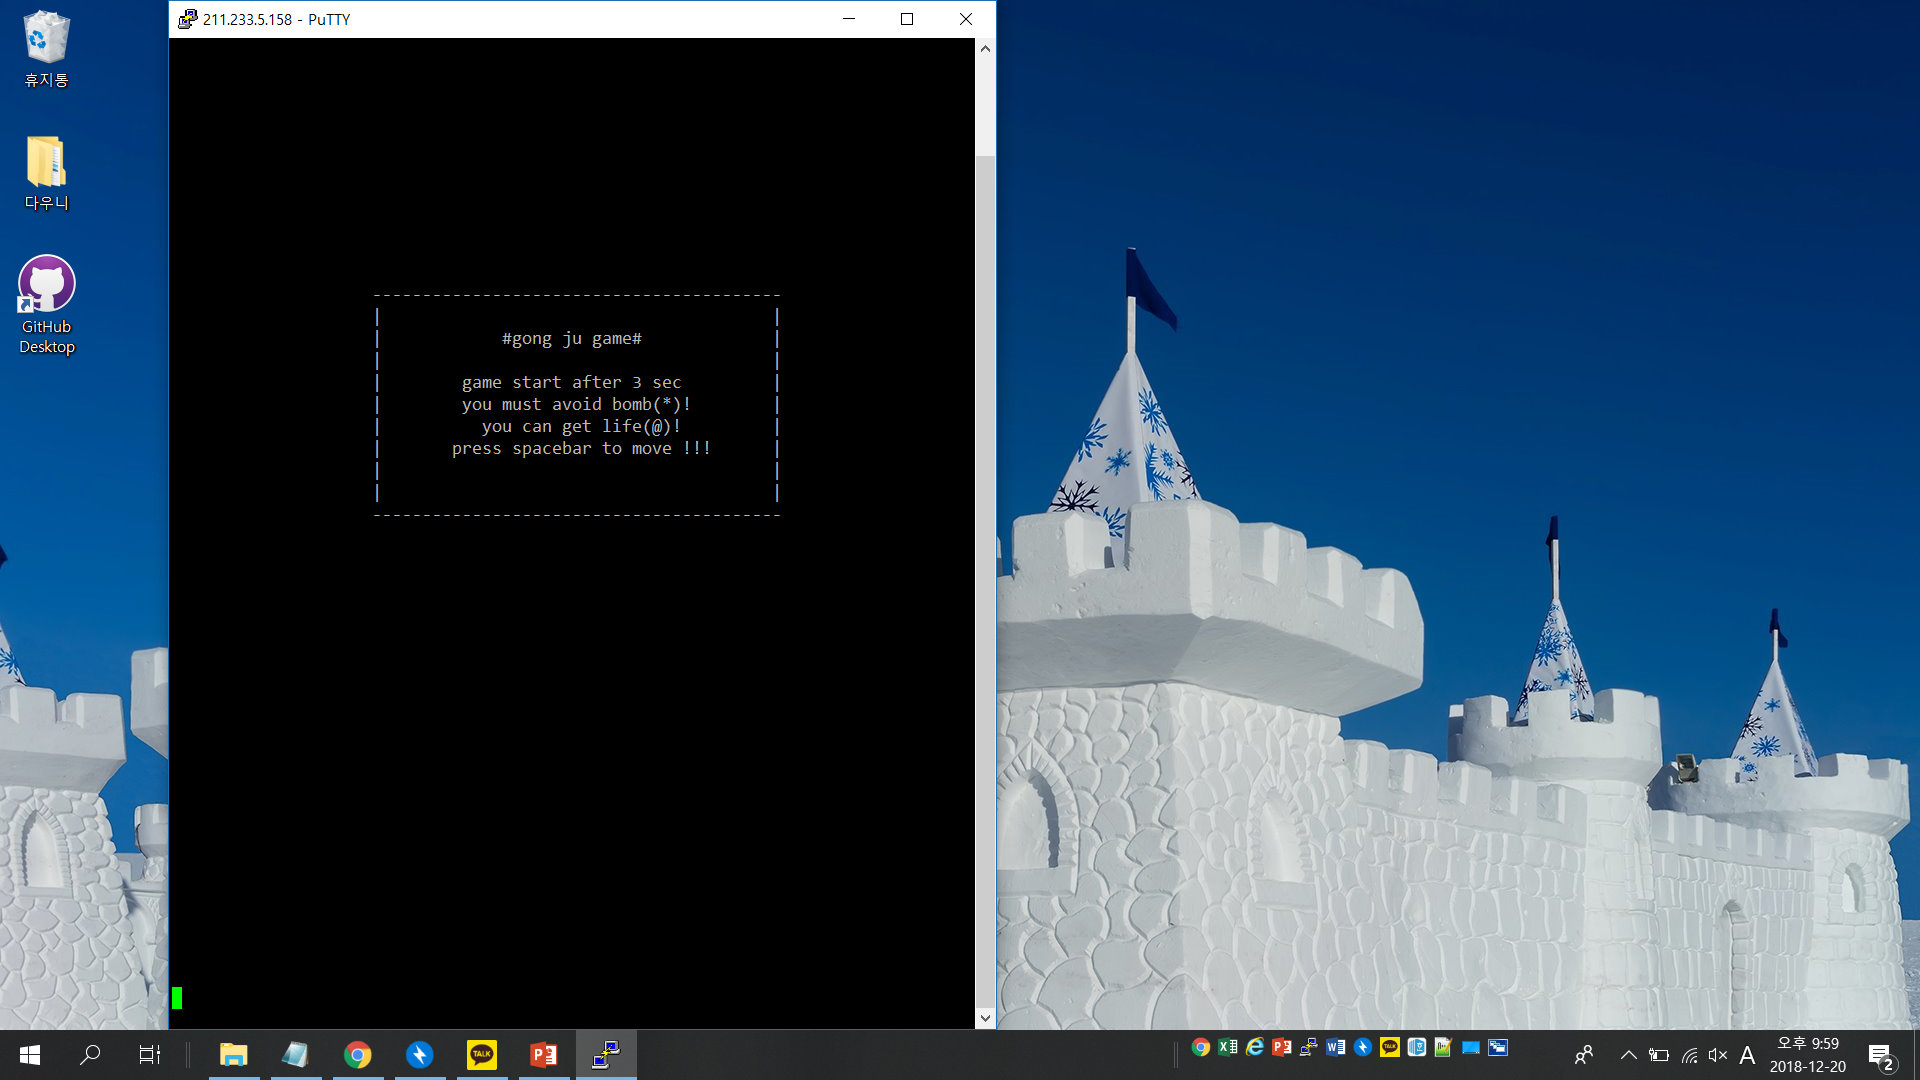 휴지통
다우니
GitHub
Desktop
211.233.5.158 - PuTTY
#gong ju game#
game start after 3 sec
you must avoid bomb(*)!
you can get life(@)!
press spacebar to move !!!
TALK
A
오후 9:59
2018-12-20
2